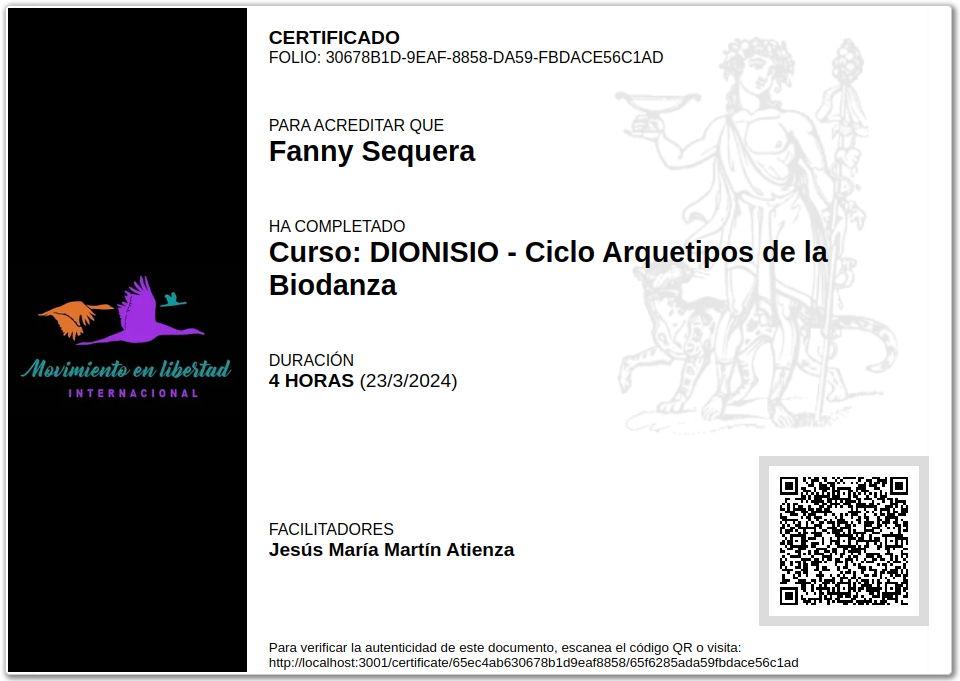 CERTIFICADO
FOLIO: 30678B1D-9EAF-8858-DA59-FBDACE56C1AD
PARA ACREDITAR QUE
Fanny Sequera
HA COMPLETADO
Curso: DIONISIO - Ciclo Arquetipos de la
Biodanza
Movimiento en libertad
INTERNACIONAL
DURACIÓN
4 HORAS (23/3/2024)
FACILITADORES
Jesús María Martín Atienza
Para verificar la autenticidad de este documento, escanea el código QR o visita:
http://localhost:3001/certificate/65ec4ab630678b1d9eaf8858/65f6285ada59fbdace56c1ad